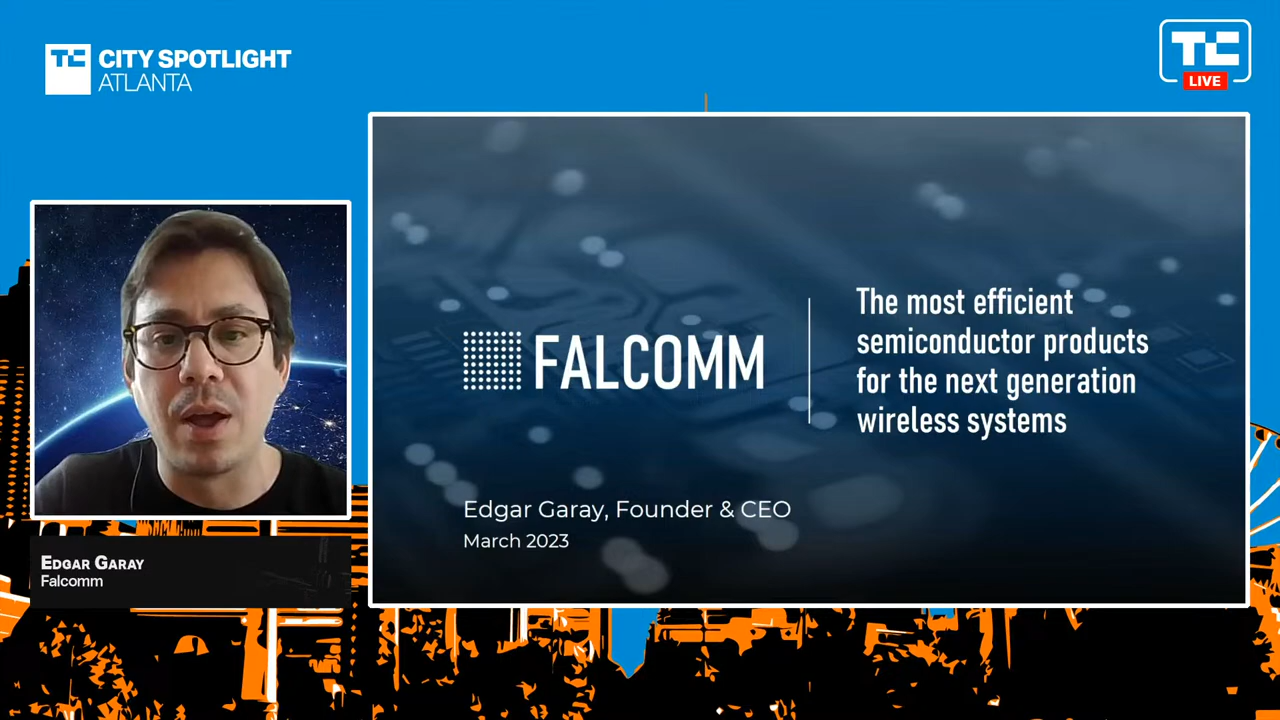 TC
CITY SPOTLIGHT
ATLANTA
TC
LIVE
FALCOMM
The most efficient
semiconductor products
for the next generation
wireless systems
Edgar Garay, Founder & CEO
March 2023
EDGAR GARAY
Falcomm